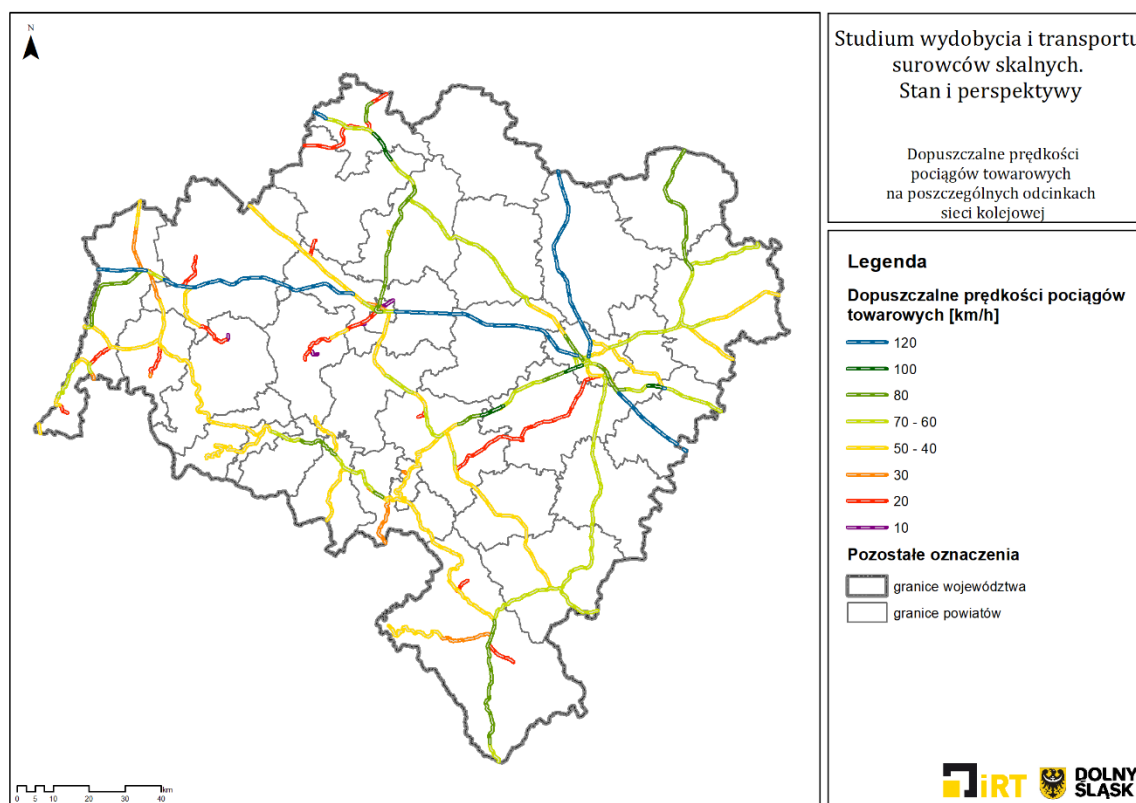 N
Studium wydobycia i transportu
surowców skalnych.
Stan i perspektywy
Dopuszczalne prędkości
pociągów towarowych
na poszczególnych odcinkach
sieci kolejowej
Legenda
Dopuszczalne prędkości pociągów
towarowych [km/h]
120
100
80
70 - 60
50 - 40
30
20
10
Pozostałe oznaczenia
granice województwa
granice powiatów
km
0 5 10 20 30 40
iRT
DOLNY
ŚLĄSK